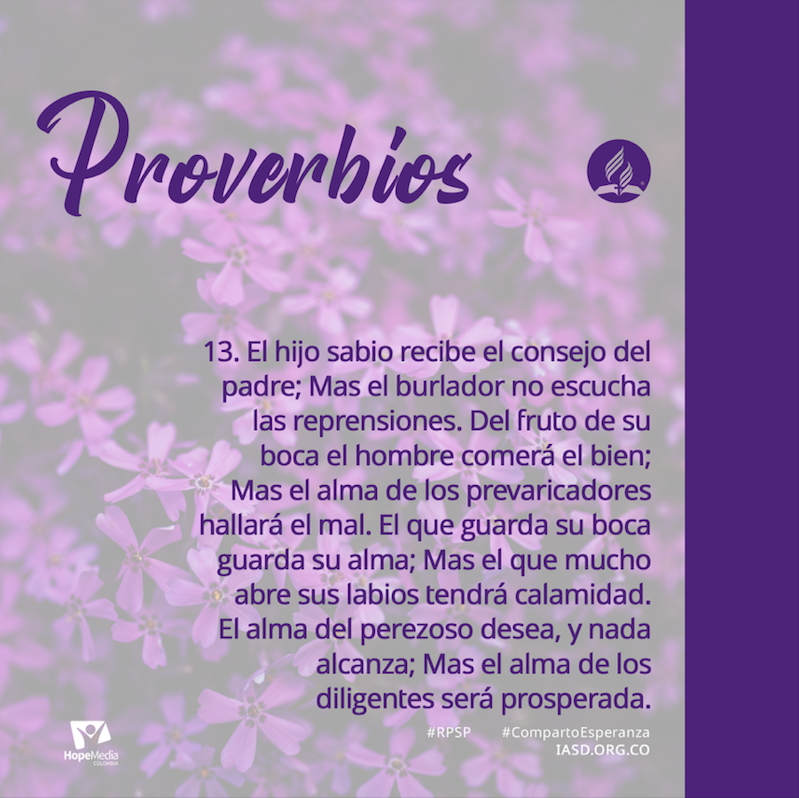 Proverbios
13. El hijo sabio recibe el consejo del
padre; Mas el burlador no escucha
las reprensiones. Del fruto de su
boca el hombre comerá el bien;
Mas el alma de los prevaricadores
hallará el mal. El que guarda su boca
guarda su alma; Mas el que mucho
abre sus labios tendrá calamidad.
El alma del perezoso desea, y nada
alcanza; Mas el alma de los
diligentes será prosperada.
#RPSP #CompartoEsperanza
IASD.ORG.CO
HopeMedia
COLOMBIA